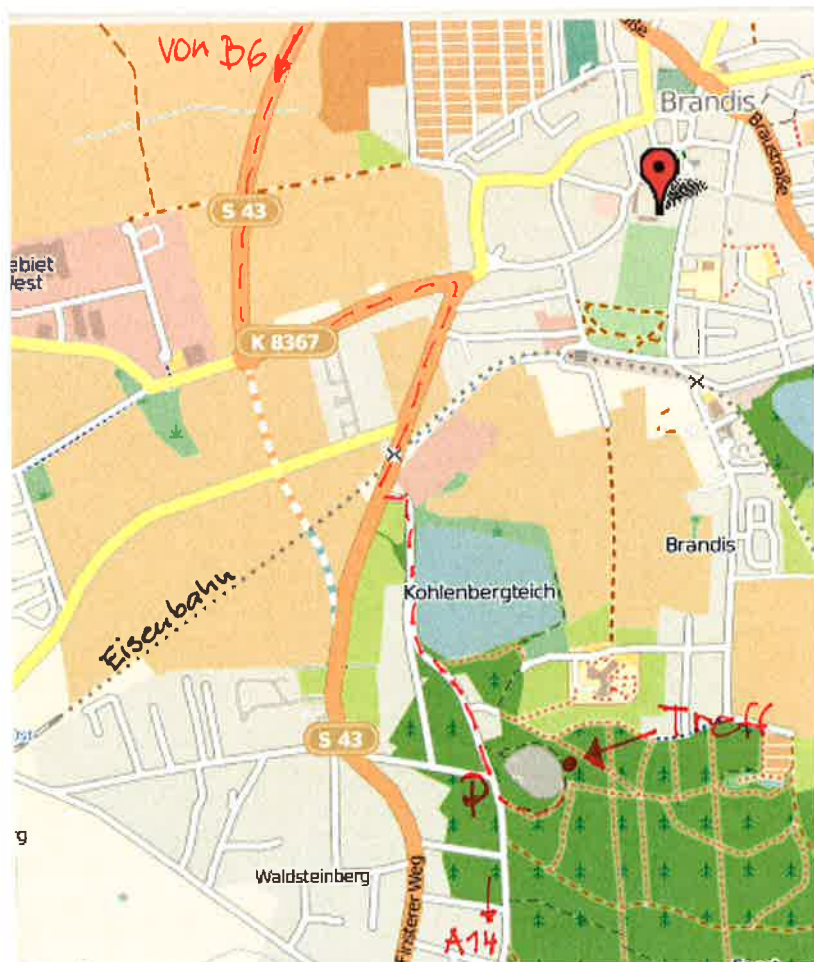 von B6
Brandis
Braustraße
S 43
K 8367
Brandis
Kohlenbergteich
Eisenbahn
Treff
S 43
P
Waldsteinberg
Finsterer Weg
A14